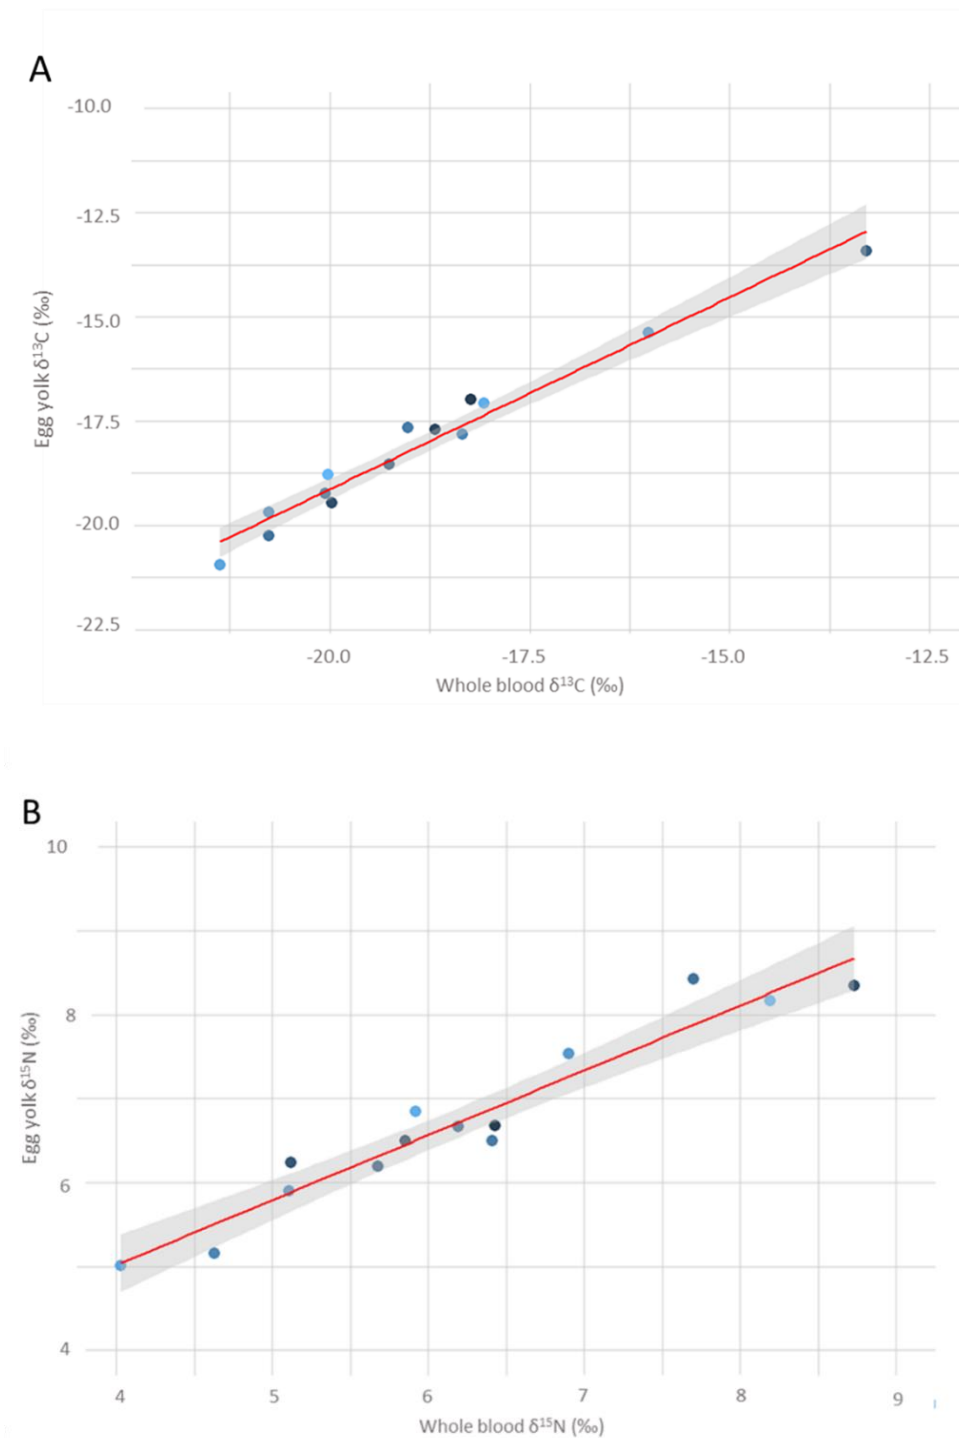 A
-10.0
-12.5
-15.0
-17.5
-20.0
-22.5
Egg yolk δ¹³C (‰)
-20.0 -17.5 -15.0 -12.5
Whole blood δ¹³C (‰)
B
10
8
6
4
Egg yolk δ¹⁵N (‰)
4 5 6 7 8 9
Whole blood δ¹⁵N (‰)